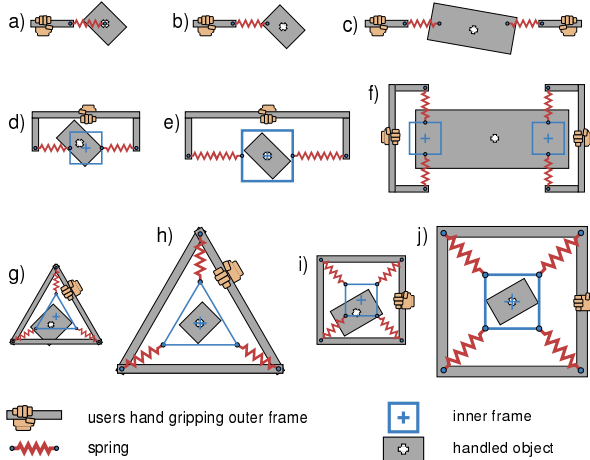 a)
b)
c)
d)
e)
f)
g)
h)
i)
j)
users hand gripping outer frame
inner frame
spring
handled object